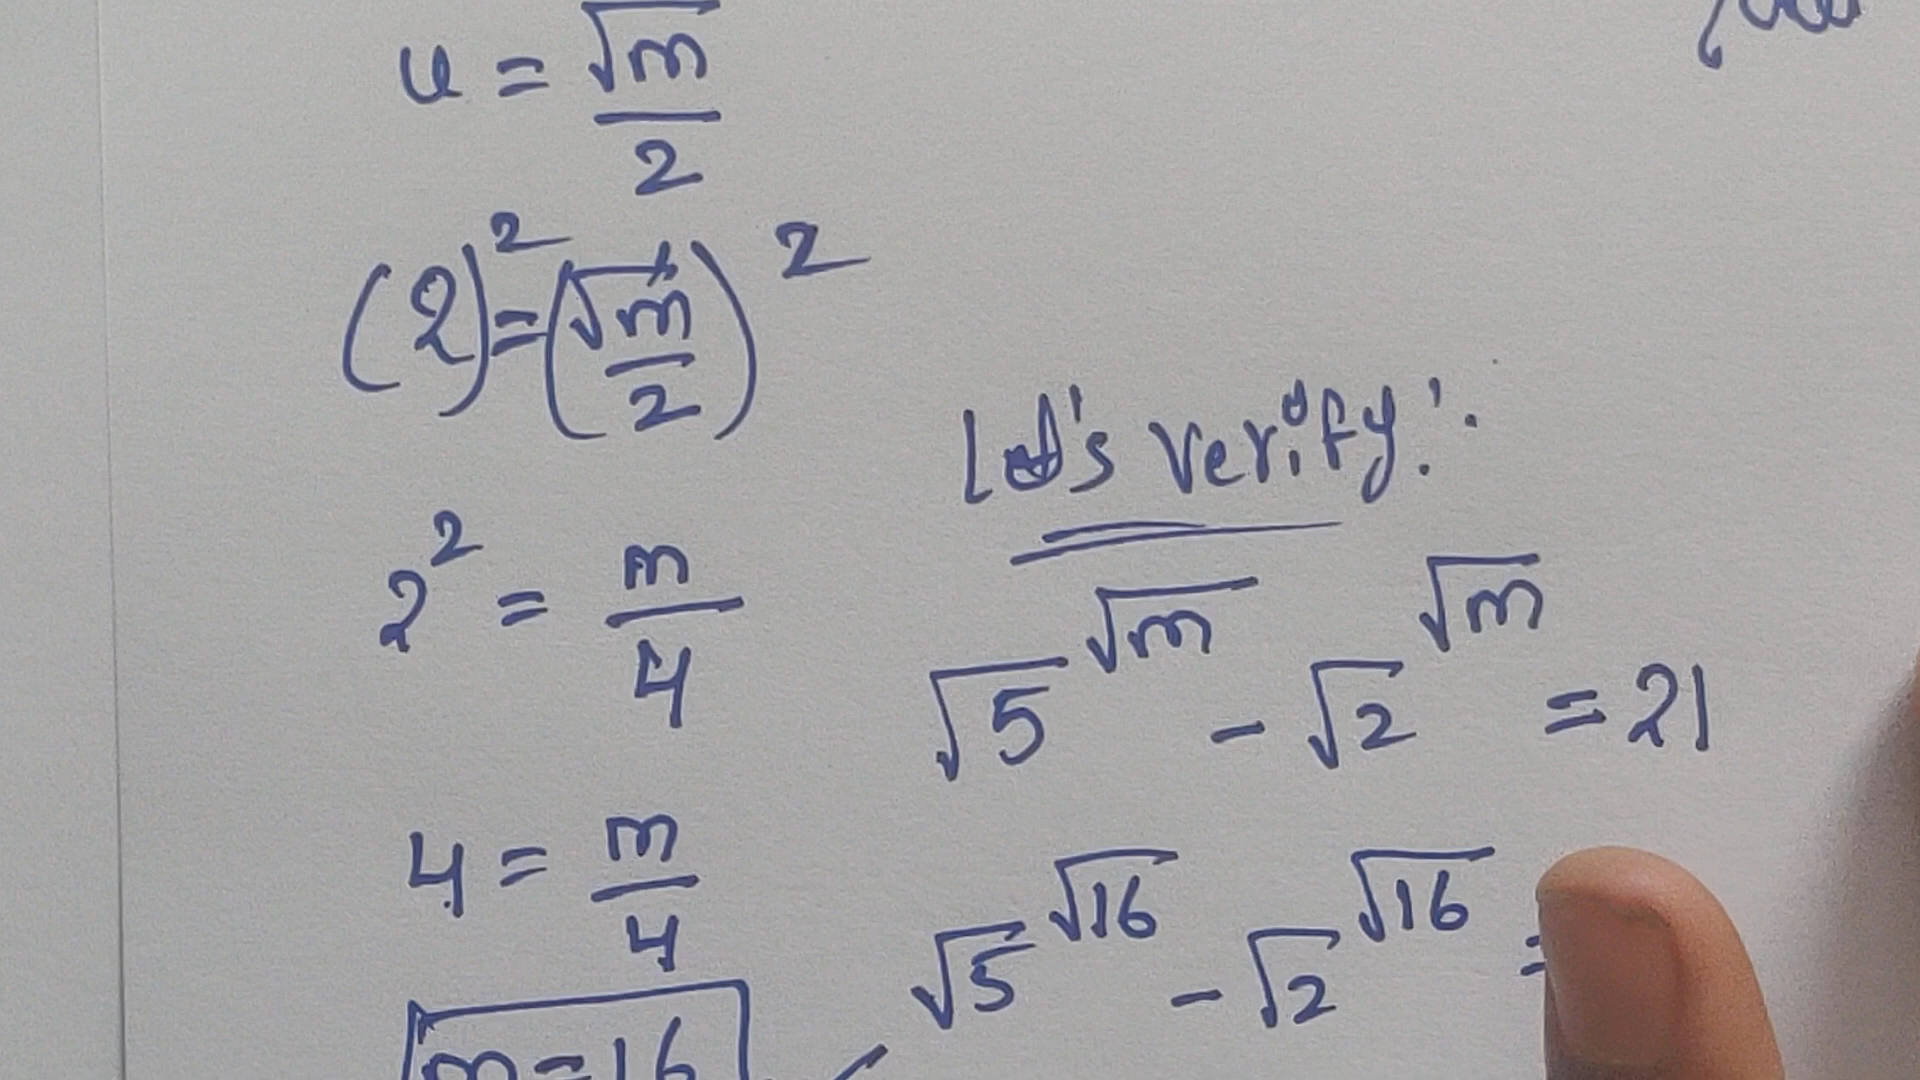 u = √m/2
(2)² = (√m/2)²
2² = m/4
4 = m/4
m = 16
Let's verify:
√5^√m - √2^√m = 21
√5^√16 - √2^√16 =